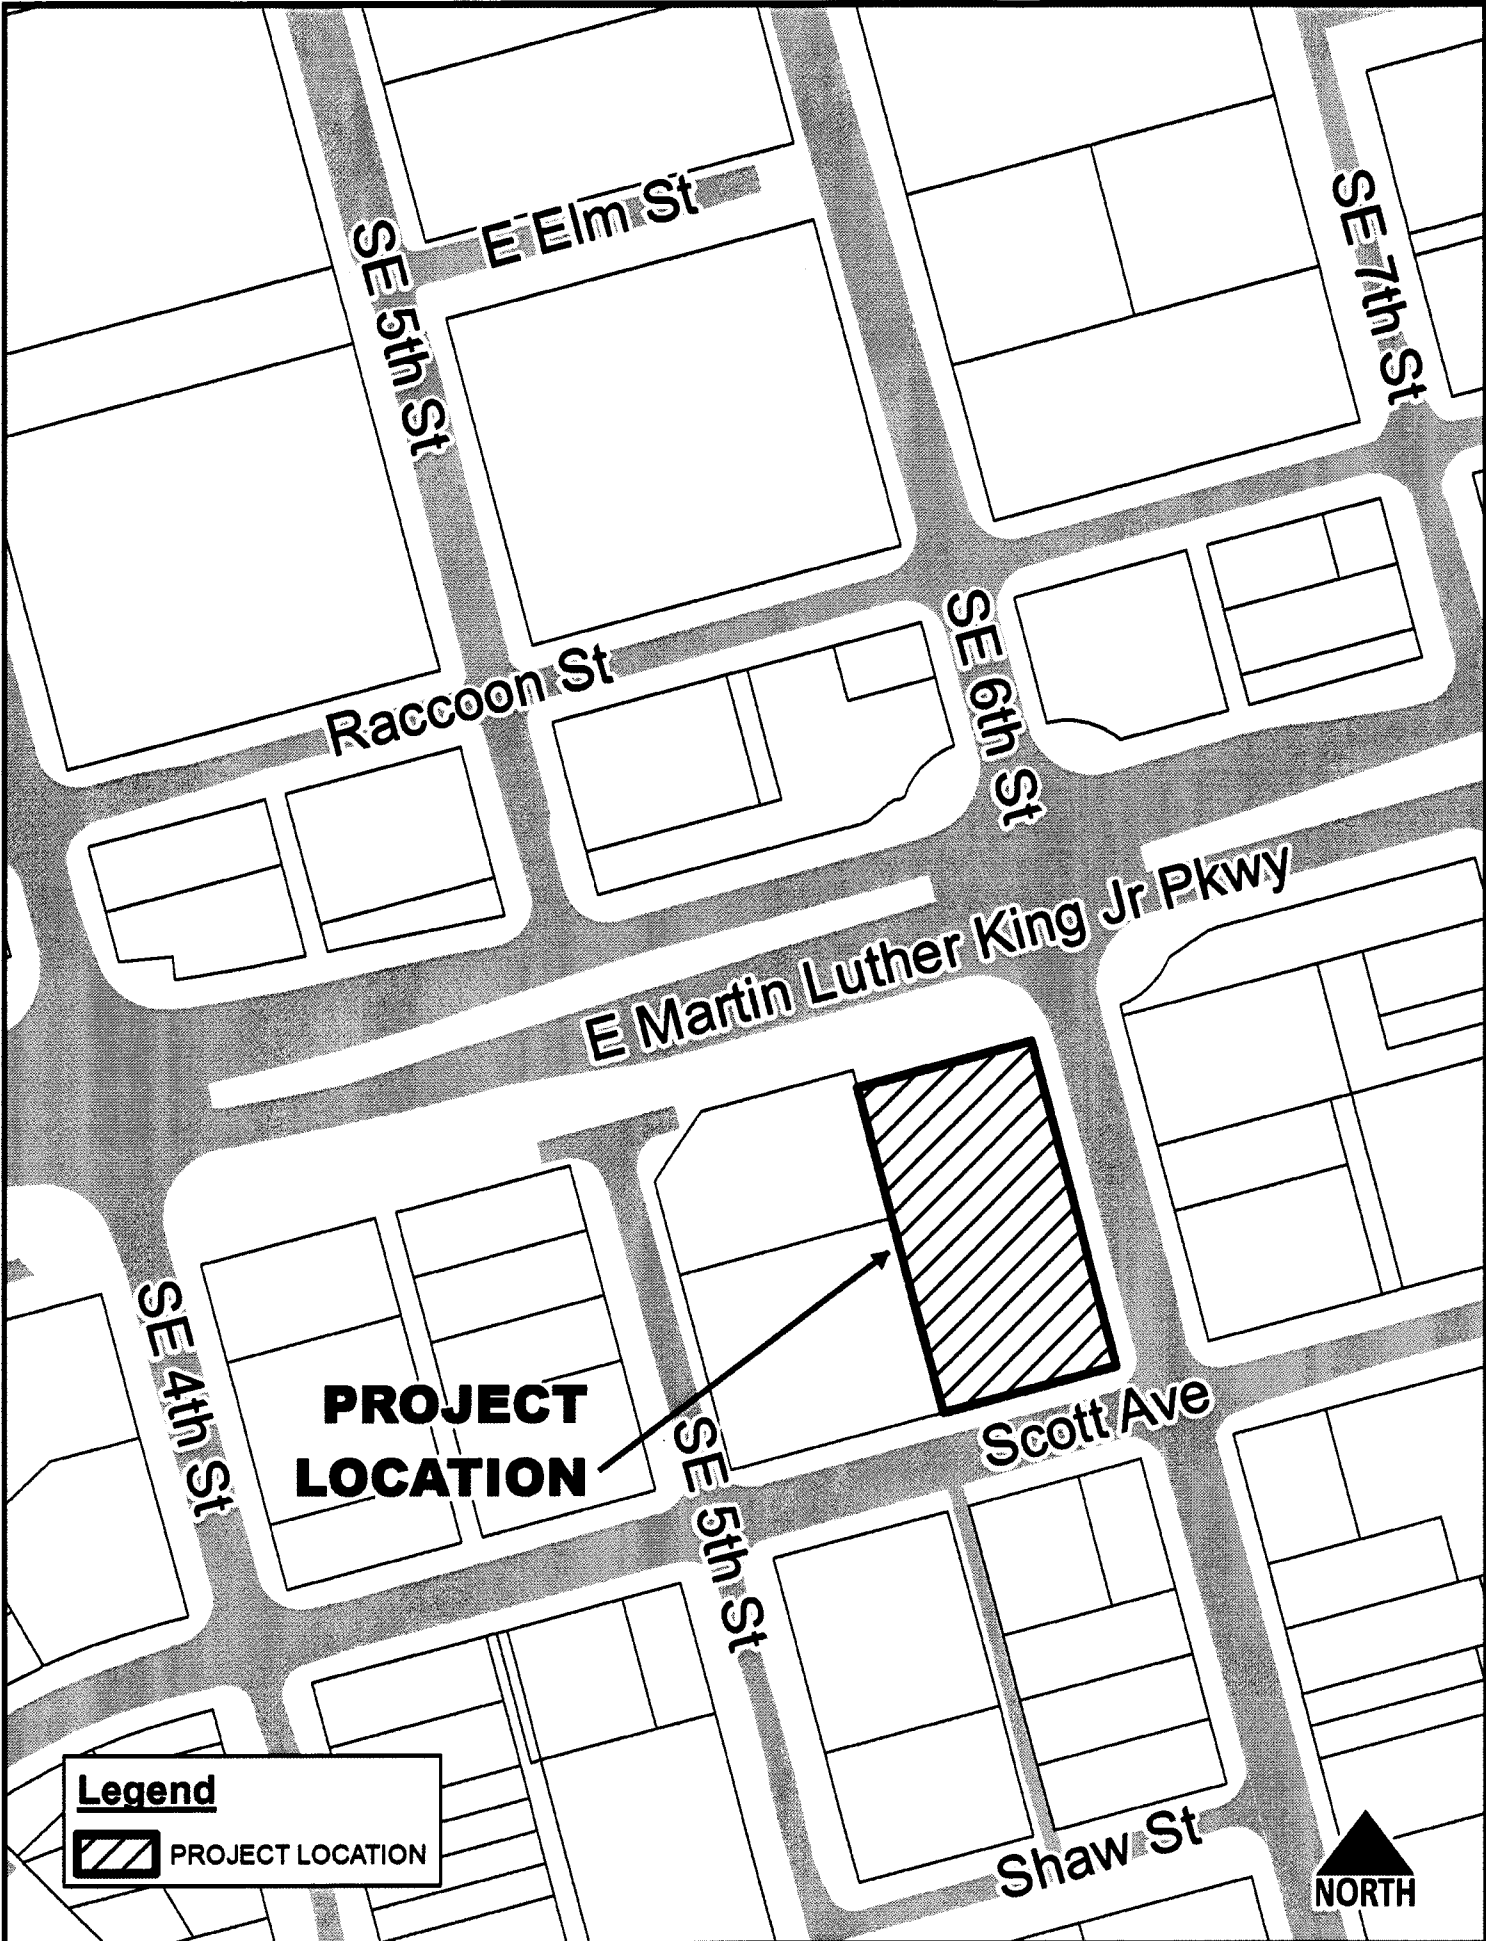 E Elm St
SE 5th St
SE 7th St
Raccoon St
SE 6th St
E Martin Luther King Jr Pkwy
SE 4th St
PROJECT
LOCATION
Scott Ave
SE 5th St
Legend
PROJECT LOCATION
Shaw St
NORTH